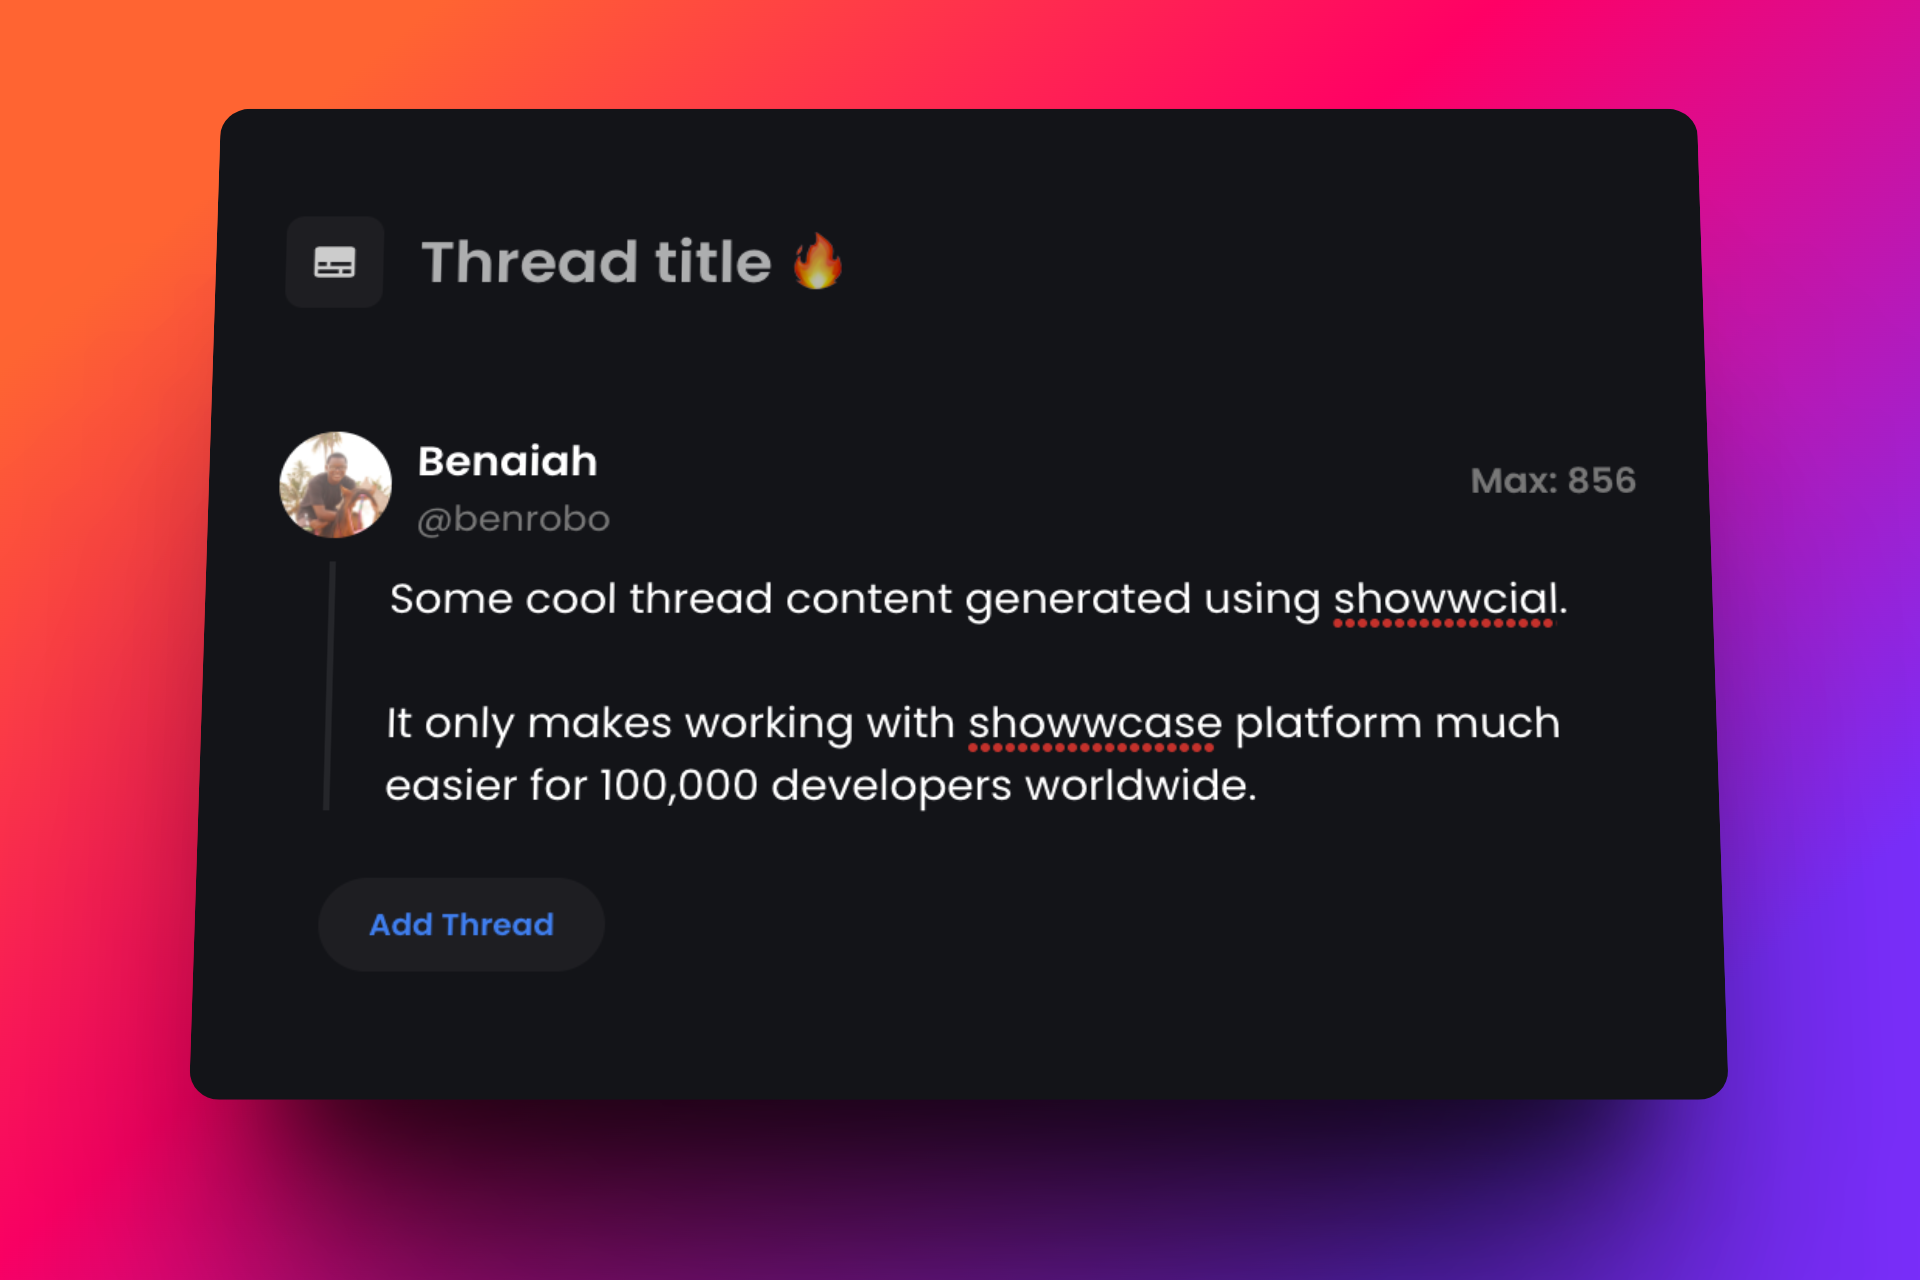 Thread title 🔥
Benaiah
@benrobo
Max: 856
Some cool thread content generated using showwcial.
It only makes working with showwcase platform much
easier for 100,000 developers worldwide.
Add Thread